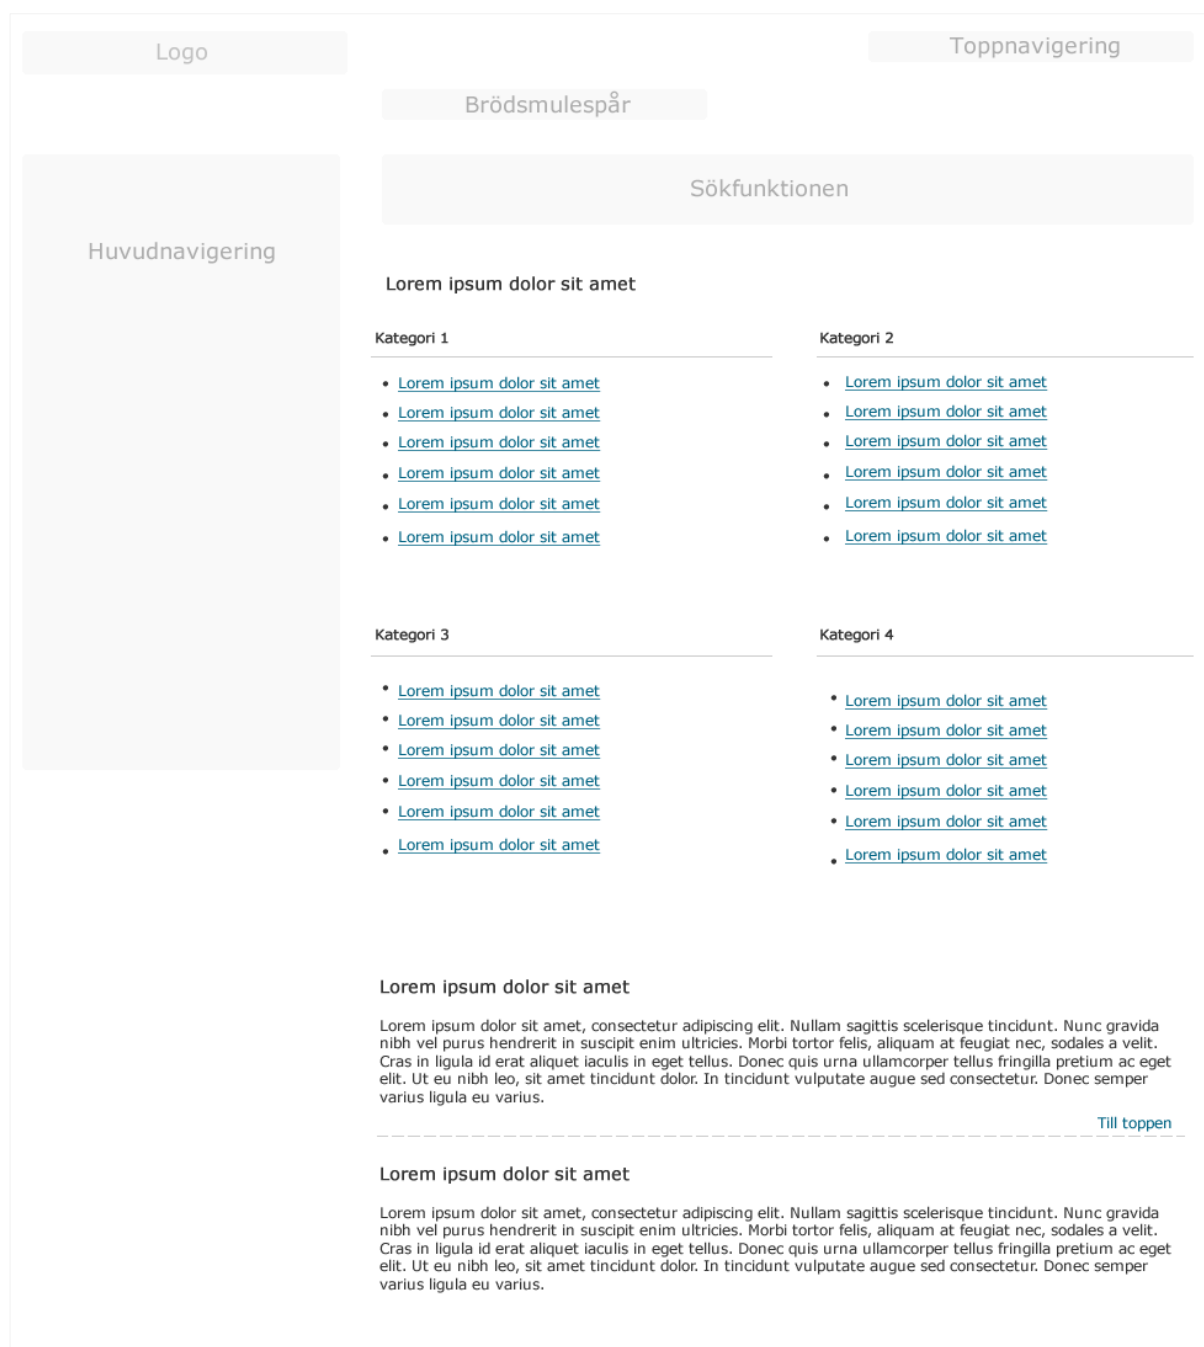 Logo
Toppnavigering
Brödsmulespår
Sökfunktionen
Huvudnavigering
Lorem ipsum dolor sit amet
Kategori 1
Lorem ipsum dolor sit amet
Lorem ipsum dolor sit amet
Lorem ipsum dolor sit amet
Lorem ipsum dolor sit amet
Lorem ipsum dolor sit amet
Lorem ipsum dolor sit amet
Kategori 2
Lorem ipsum dolor sit amet
Lorem ipsum dolor sit amet
Lorem ipsum dolor sit amet
Lorem ipsum dolor sit amet
Lorem ipsum dolor sit amet
Lorem ipsum dolor sit amet
Kategori 3
Lorem ipsum dolor sit amet
Lorem ipsum dolor sit amet
Lorem ipsum dolor sit amet
Lorem ipsum dolor sit amet
Lorem ipsum dolor sit amet
Lorem ipsum dolor sit amet
Kategori 4
Lorem ipsum dolor sit amet
Lorem ipsum dolor sit amet
Lorem ipsum dolor sit amet
Lorem ipsum dolor sit amet
Lorem ipsum dolor sit amet
Lorem ipsum dolor sit amet
Lorem ipsum dolor sit amet
Lorem ipsum dolor sit amet, consectetur adipiscing elit. Nullam sagittis scelerisque tincidunt. Nunc gravida
nibh vel purus hendrerit in suscipit enim ultricies. Morbi tortor felis, aliquam at feugiat nec, sodales a velit.
Cras in ligula id erat aliquet iaculis in eget tellus. Donec quis urna ullamcorper tellus fringilla pretium ac eget
elit. Ut eu nibh leo, sit amet tincidunt dolor. In tincidunt vulputate augue sed consectetur. Donec semper
varius ligula eu varius.
Till toppen
Lorem ipsum dolor sit amet
Lorem ipsum dolor sit amet, consectetur adipiscing elit. Nullam sagittis scelerisque tincidunt. Nunc gravida
nibh vel purus hendrerit in suscipit enim ultricies. Morbi tortor felis, aliquam at feugiat nec, sodales a velit.
Cras in ligula id erat aliquet iaculis in eget tellus. Donec quis urna ullamcorper tellus fringilla pretium ac eget
elit. Ut eu nibh leo, sit amet tincidunt dolor. In tincidunt vulputate augue sed consectetur. Donec semper
varius ligula eu varius.